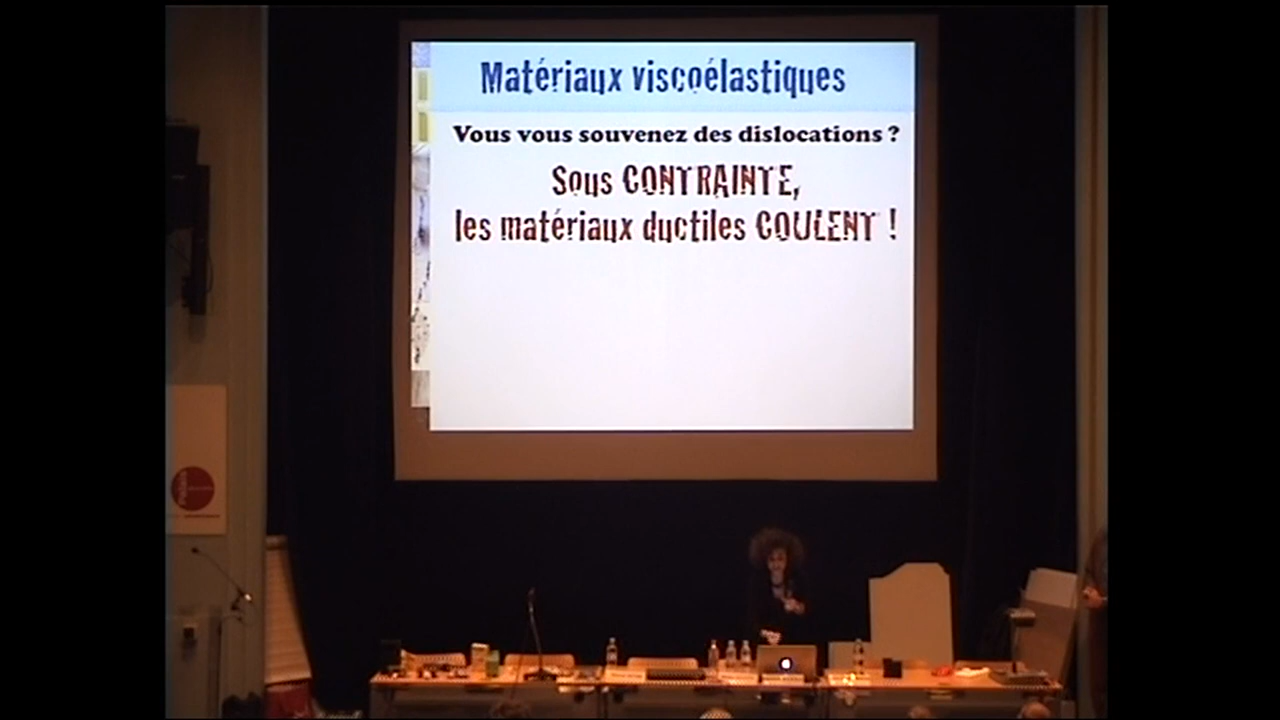 Matériaux viscoélastiques
Vous vous souvenez des dislocations ?
Sous CONTRAINTE,
les matériaux ductiles COULENT !